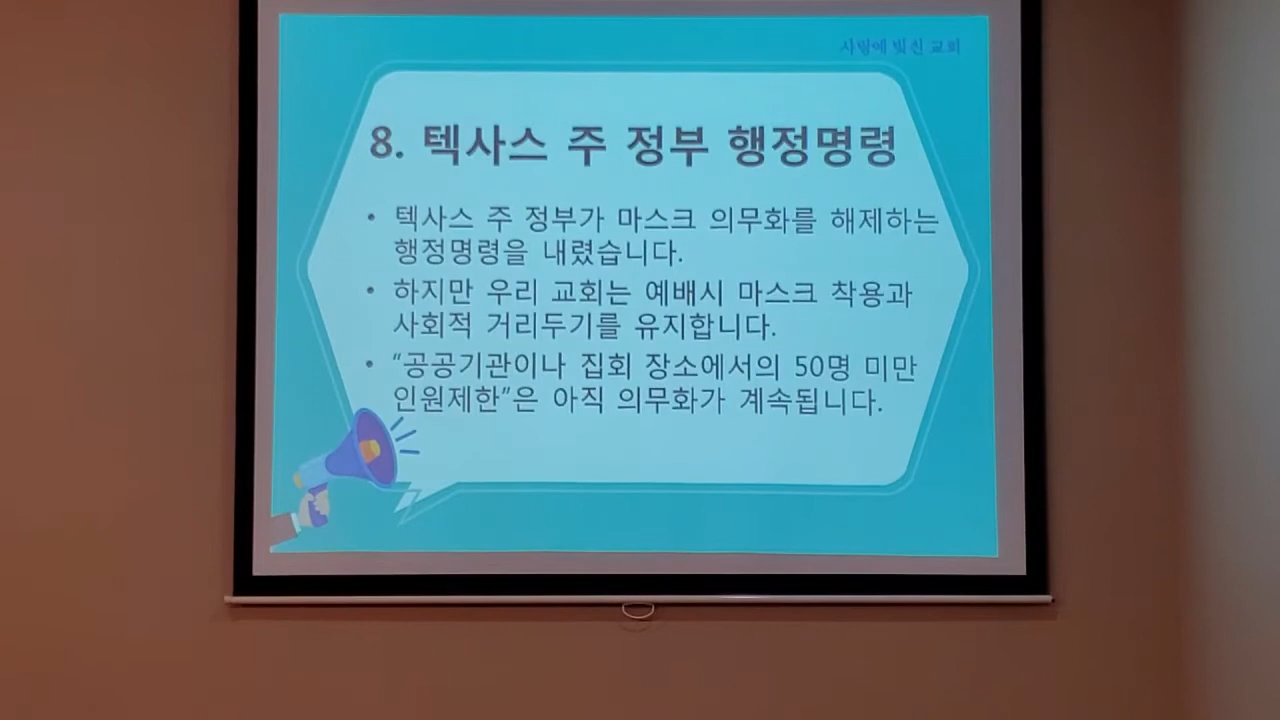 사랑에 빚진 교회
8. 텍사스 주 정부 행정명령
• 텍사스 주 정부가 마스크 의무화를 해제하는
행정명령을 내렸습니다.
• 하지만 우리 교회는 예배시 마스크 착용과
사회적 거리두기를 유지합니다.
• “공공기관이나 집회 장소에서의 50명 미만
인원제한”은 아직 의무화가 계속됩니다.